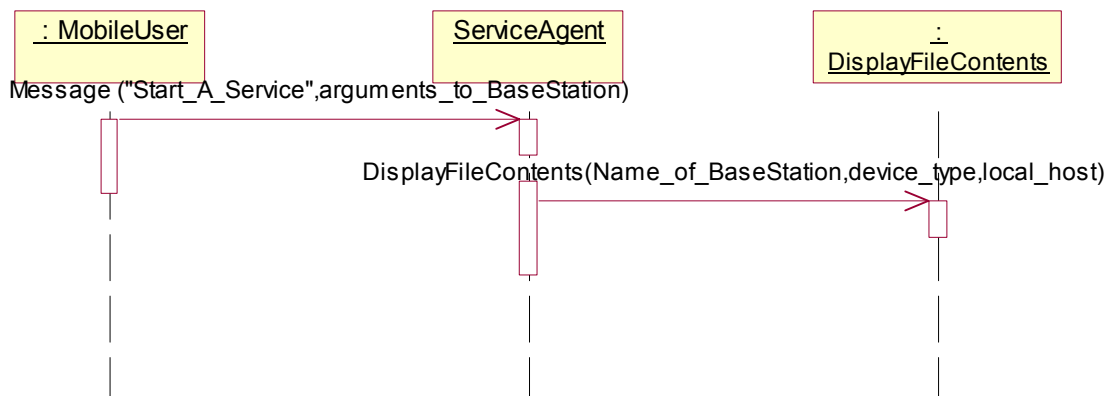 : MobileUser
ServiceAgent
:
DisplayFileContents
Message ("Start_A_Service",arguments_to_BaseStation)
DisplayFileContents(Name_of_BaseStation,device_type,local_host)